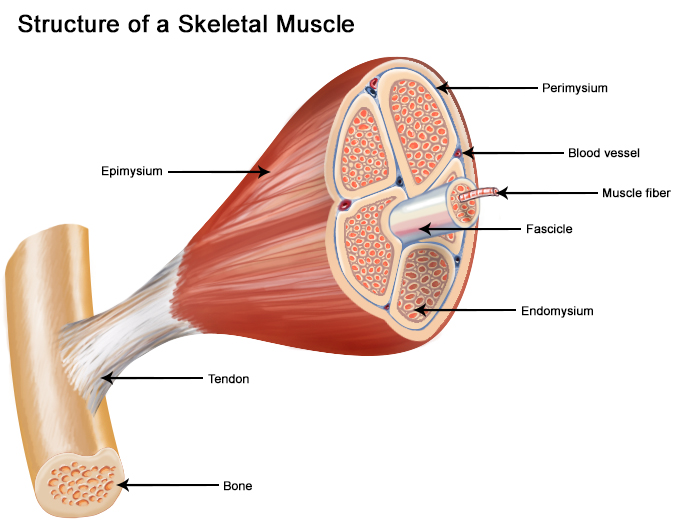 Structure of a Skeletal Muscle
Perimysium
Blood vessel
Epimysium
Muscle fiber
Fascicle
Endomysium
Tendon
Bone